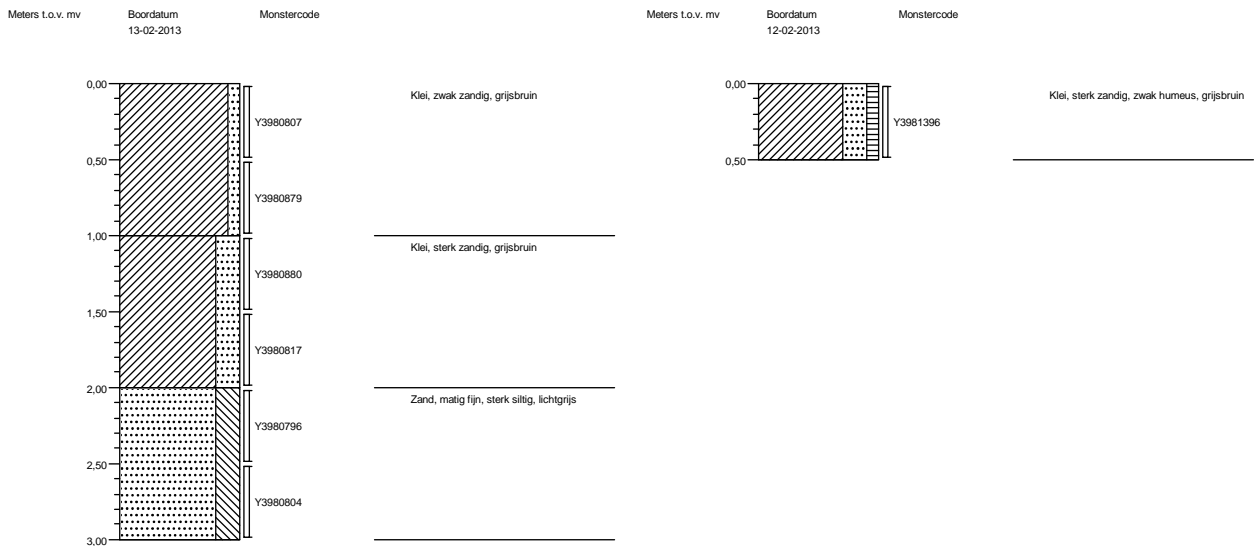 Meters t.o.v. mv Boordatum Monstercode
13-02-2013
0,00
Klei, zwak zandig, grijsbruin
Y3980807
0,50
Y3980879
1,00
Klei, sterk zandig, grijsbruin
Y3980880
1,50
Y3980817
2,00
Zand, matig fijn, sterk siltig, lichtgrijs
Y3980796
2,50
Y3980804
3,00
Meters t.o.v. mv Boordatum Monstercode
12-02-2013
0,00
Klei, sterk zandig, zwak humeus, grijsbruin
Y3981396
0,50